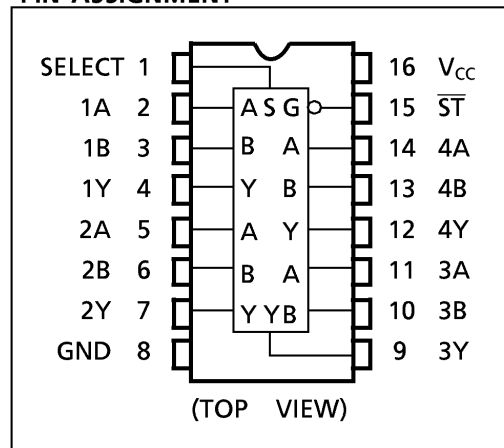 PIN ASSIGNMENT
SELECT 1 16 VCC
1A 2 A S G 15 S̅T̅
1B 3 B A 14 4A
1Y 4 Y B 13 4B
2A 5 A Y 12 4Y
2B 6 B A 11 3A
2Y 7 Y Y B 10 3B
GND 8 9 3Y
(TOP VIEW)